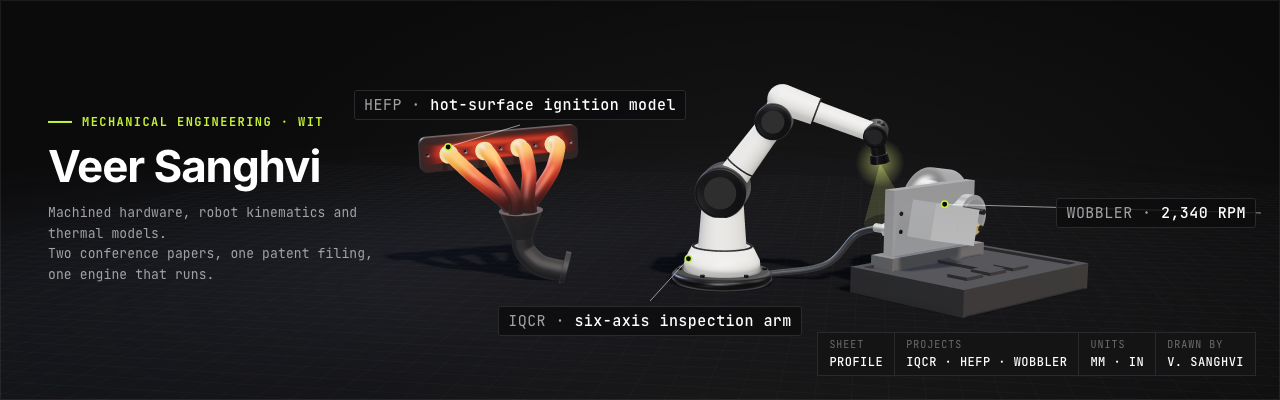 HEFP · hot-surface ignition model
MECHANICAL ENGINEERING · WIT
Veer Sanghvi
Machined hardware, robot kinematics and
thermal models.
Two conference papers, one patent filing,
one engine that runs.
WOBBLER · 2,340 RPM
IQCR · six-axis inspection arm
SHEET
PROFILE
PROJECTS
IQCR · HEFP · WOBBLER
UNITS
MM · IN
DRAWN BY
V. SANGHVI